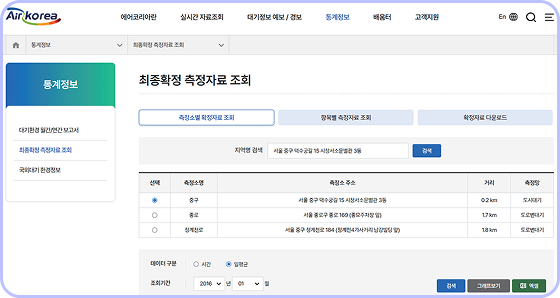 Air korea
에어코리아란 실시간 자료조회 대기정보 예보 / 경보 통계정보 배움터 고객지원 En
통계정보 최종확정 측정자료 조회
통계정보
대기환경 월간/연간 보고서
최종확정 측정자료 조회
국외대기 환경정보
최종확정 측정자료 조회
측정소별 확정자료 조회 항목별 측정자료 조회 확정자료 다운로드
지역명 검색 서울 중구 덕수궁길 15 시청서소문별관 3동 검색
선택 측정소명 측정소 주소 거리 측정망
중구 서울 중구 덕수궁길 15 시청서소문별관 3동 0.2 km 도시대기
종로 서울 종로구 종로 169 (종묘주차장 앞) 1.7 km 도로변대기
청계천로 서울 중구 청계천로 184 (청계천4가사거리 남강빌딩 앞) 1.8 km 도로변대기
데이터 구분 시간 일평균
조회기간 2016 년 01 월 검색 그래프보기 엑셀